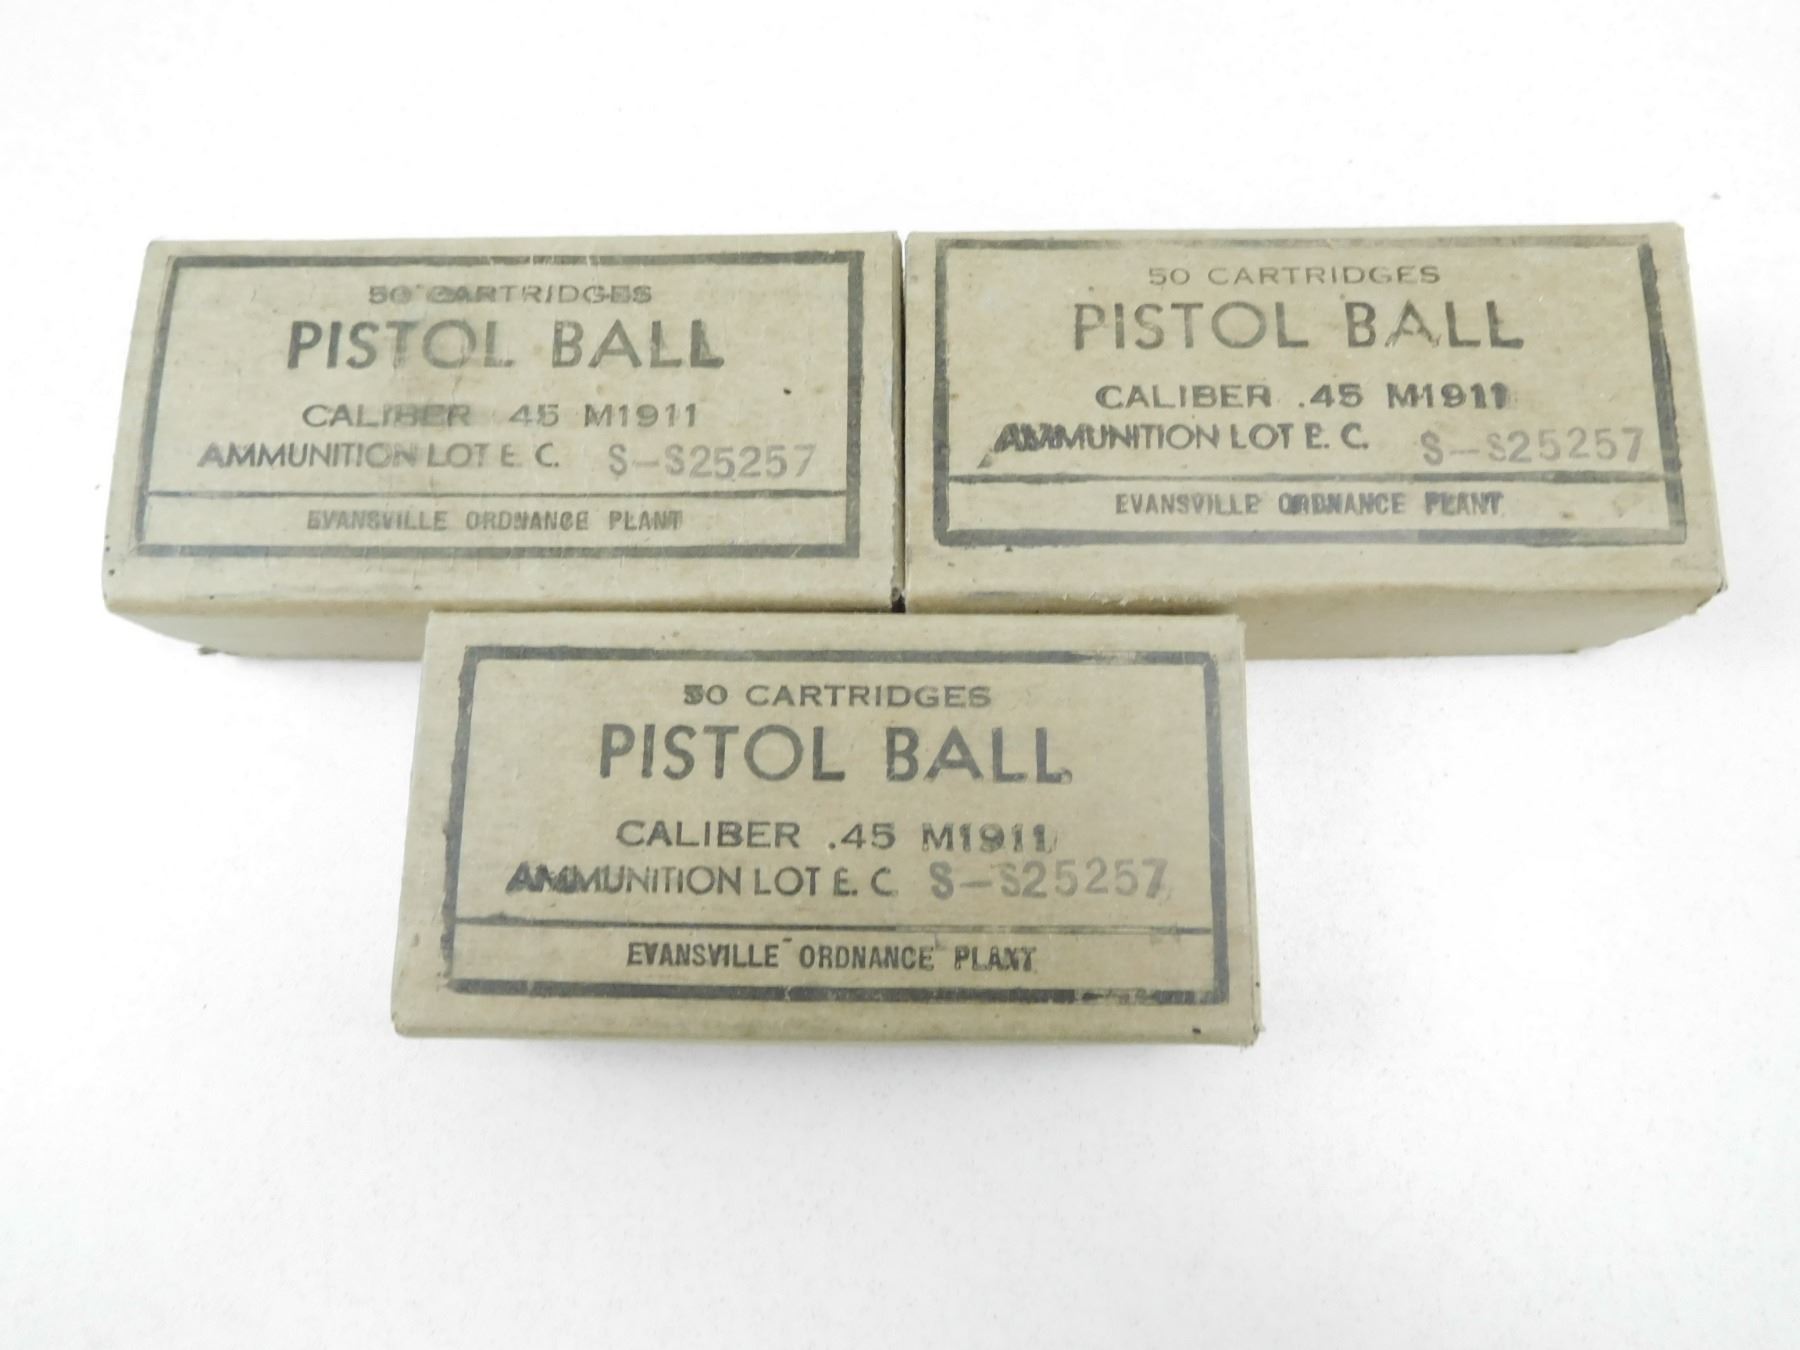 50 CARTRIDGES
PISTOL BALL
CALIBER .45 M1911
AMMUNITION LOT E. C. S-S25257
EVANSVILLE ORDNANCE PLANT
50 CARTRIDGES
PISTOL BALL
CALIBER .45 M1911
AMMUNITION LOT E. C. S-S25257
EVANSVILLE ORDNANCE PLANT
50 CARTRIDGES
PISTOL BALL
CALIBER .45 M1911
AMMUNITION LOT E. C. S-S25257
EVANSVILLE ORDNANCE PLANT